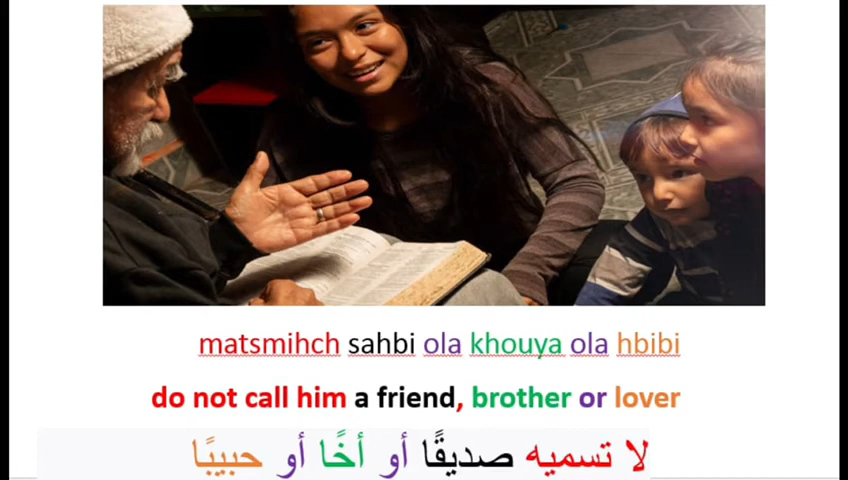 matsmihch sahbi ola khouya ola hbibi
do not call him a friend, brother or lover
لا تسميه صديقًا أو أخًا أو حبيبًا